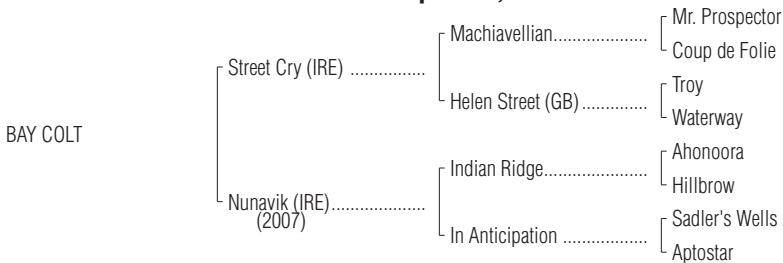 Mr. Prospector
Machiavellian....................
Coup de Folie
Street Cry (IRE) ................
Troy
Helen Street (GB) ..............
Waterway
BAY COLT
Ahonoora
Indian Ridge......................
Hillbrow
Nunavik (IRE)....................
(2007)
Sadler's Wells
In Anticipation ..................
Aptostar